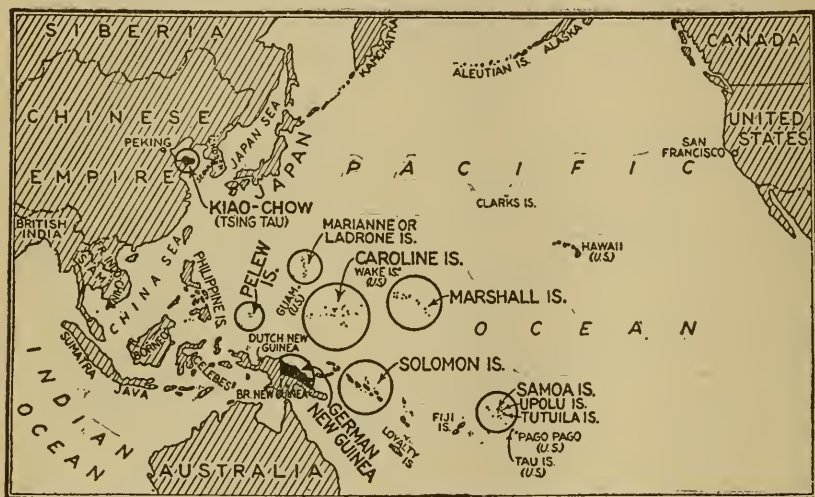 SIBERIA
CHINESE
EMPIRE
PEKING
KIAO-CHOW
(TSING TAU)
JAPAN SEA
JAPAN
KAMCHATKA
ALEUTIAN IS.
ALASKA
CANADA
UNITED
STATES
SAN
FRANCISCO
PACIFIC
OCEAN
CLARKS IS.
HAWAII
(U.S.)
BRITISH
INDIA
SIAM
CHINA SEA
PHILIPPINE IS.
PELEW
IS.
MARIANNE OR
LADRONE IS.
GUAM
(U.S.)
CAROLINE IS.
WAKE IS.
(U.S)
MARSHALL IS.
DUTCH NEW
GUINEA
BR. NEW GUINEA
GERMAN
NEW GUINEA
SOLOMON IS.
SUMATRA
BORNEO
CELEBES
JAVA
INDIAN
OCEAN
AUSTRALIA
LOYALTY
IS
FIJI
IS.
SAMOA IS.
UPOLU IS.
TUTUILA IS.
PAGO PAGO
(U.S.)
TAU IS.
(U.S)